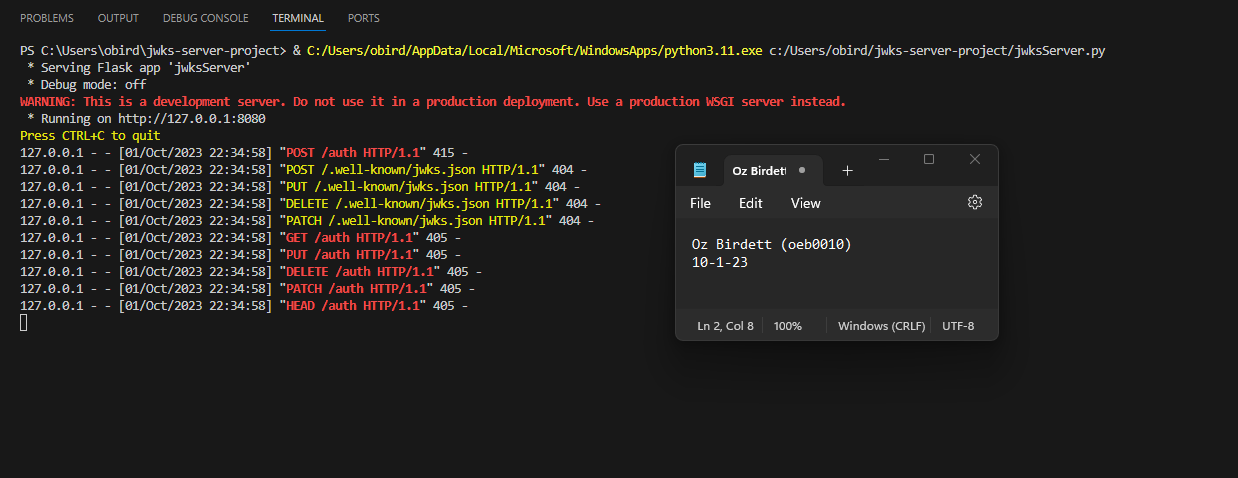 PROBLEMS OUTPUT DEBUG CONSOLE TERMINAL PORTS
PS C:\Users\obird\jwks-server-project> & C:/Users/obird/AppData/Local/Microsoft/WindowsApps/python3.11.exe c:/Users/obird/jwks-server-project/jwksServer.py
 * Serving Flask app 'jwksServer'
 * Debug mode: off
WARNING: This is a development server. Do not use it in a production deployment. Use a production WSGI server instead.
 * Running on http://127.0.0.1:8080
Press CTRL+C to quit
127.0.0.1 - - [01/Oct/2023 22:34:58] "POST /auth HTTP/1.1" 415 -
127.0.0.1 - - [01/Oct/2023 22:34:58] "POST /.well-known/jwks.json HTTP/1.1" 404 -
127.0.0.1 - - [01/Oct/2023 22:34:58] "PUT /.well-known/jwks.json HTTP/1.1" 404 -
127.0.0.1 - - [01/Oct/2023 22:34:58] "DELETE /.well-known/jwks.json HTTP/1.1" 404 -
127.0.0.1 - - [01/Oct/2023 22:34:58] "PATCH /.well-known/jwks.json HTTP/1.1" 404 -
127.0.0.1 - - [01/Oct/2023 22:34:58] "GET /auth HTTP/1.1" 405 -
127.0.0.1 - - [01/Oct/2023 22:34:58] "PUT /auth HTTP/1.1" 405 -
127.0.0.1 - - [01/Oct/2023 22:34:58] "DELETE /auth HTTP/1.1" 405 -
127.0.0.1 - - [01/Oct/2023 22:34:58] "PATCH /auth HTTP/1.1" 405 -
127.0.0.1 - - [01/Oct/2023 22:34:58] "HEAD /auth HTTP/1.1" 405 -
Oz Birdett
File Edit View
Oz Birdett (oeb0010)
10-1-23
Ln 2, Col 8 100% Windows (CRLF) UTF-8